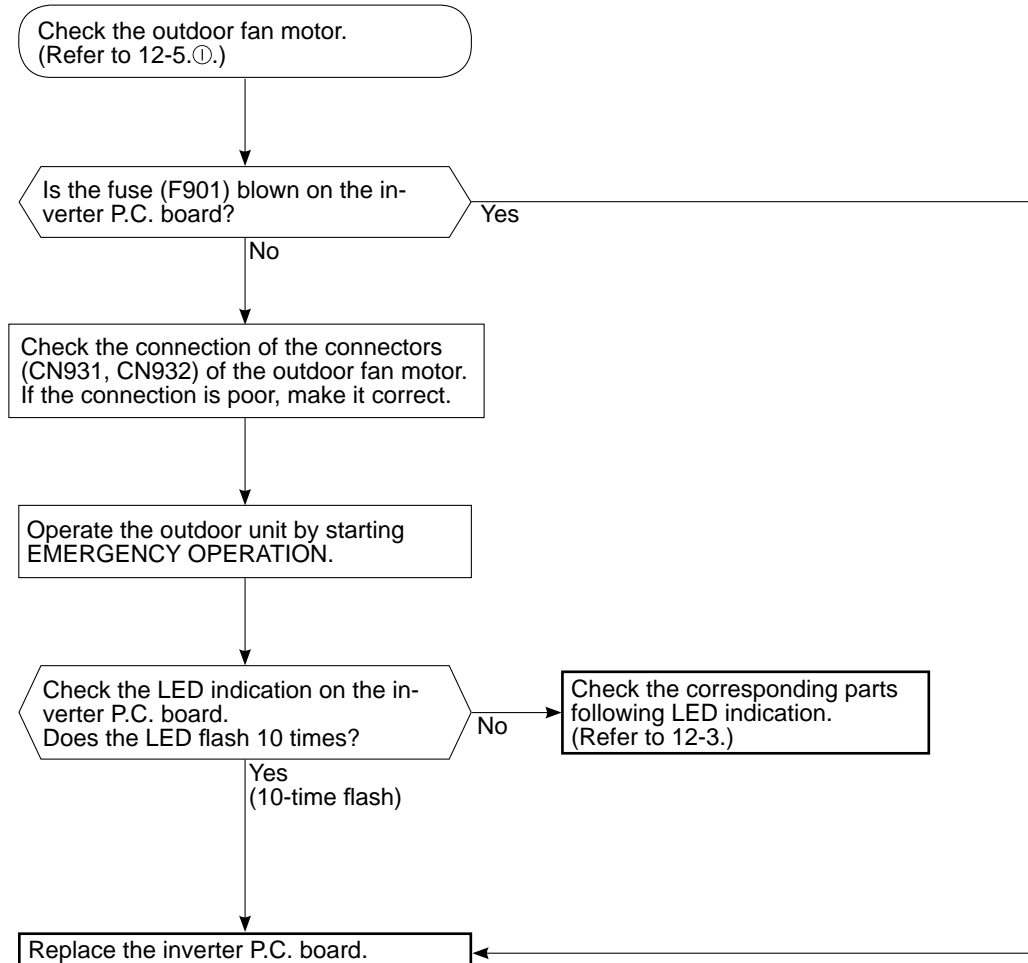 Check the outdoor fan motor.
(Refer to 12-5.Ⓘ.)
Is the fuse (F901) blown on the in-
verter P.C. board?
Yes
No
Check the connection of the connectors
(CN931, CN932) of the outdoor fan motor.
If the connection is poor, make it correct.
Operate the outdoor unit by starting
EMERGENCY OPERATION.
Check the LED indication on the in-
verter P.C. board.
Does the LED flash 10 times?
No
Check the corresponding parts
following LED indication.
(Refer to 12-3.)
Yes
(10-time flash)
Replace the inverter P.C. board.